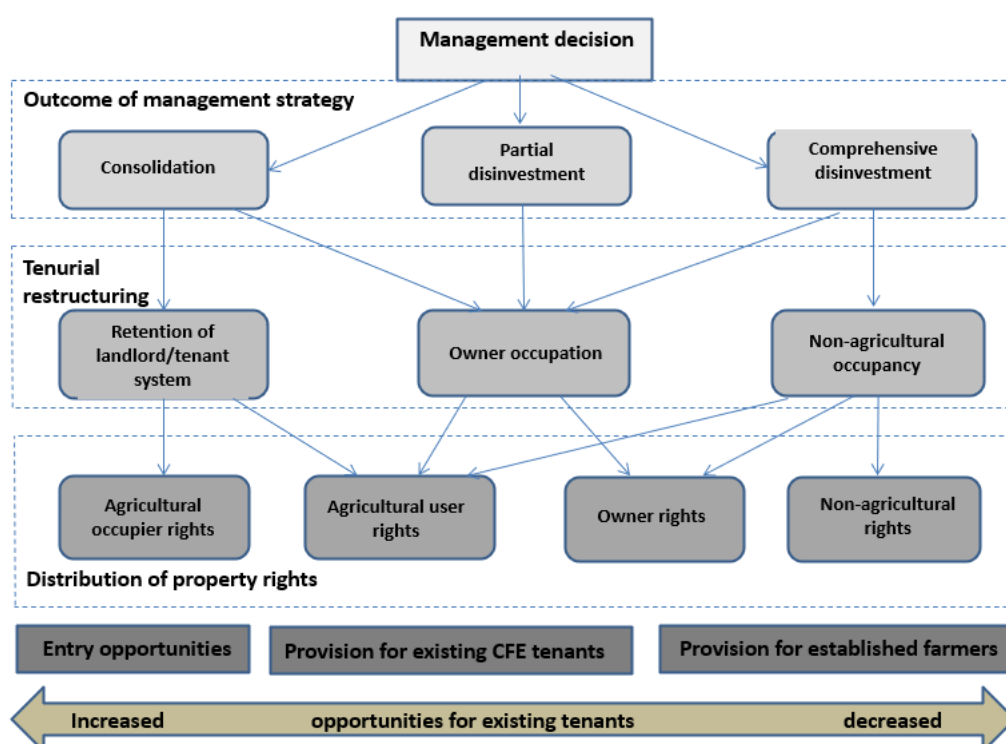 Management decision
Outcome of management strategy
Consolidation
Partial
disinvestment
Comprehensive
disinvestment
Tenurial
restructuring
Retention of
landlord/tenant
system
Owner occupation
Non-agricultural
occupancy
Agricultural
occupier rights
Agricultural user
rights
Owner rights
Non-agricultural
rights
Distribution of property rights
Entry opportunities
Provision for existing CFE tenants
Provision for established farmers
Increased opportunities for existing tenants decreased